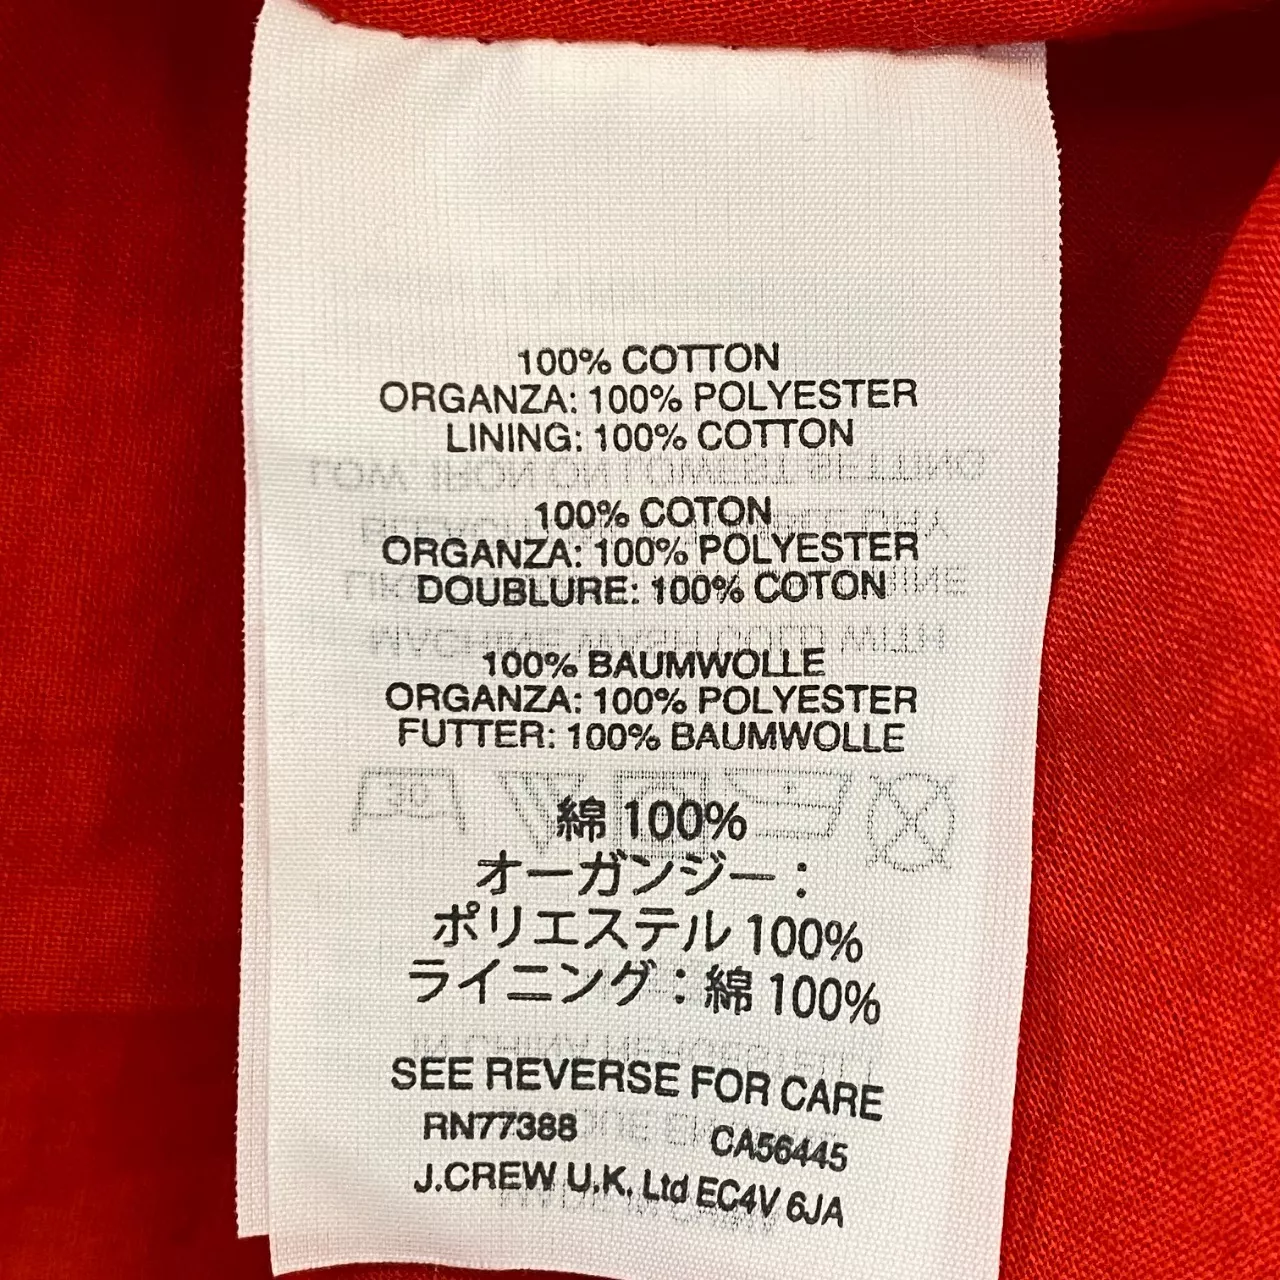 100% COTTON
ORGANZA: 100% POLYESTER
LINING: 100% COTTON
100% COTON
ORGANZA: 100% POLYESTER
DOUBLURE: 100% COTON
100% BAUMWOLLE
ORGANZA: 100% POLYESTER
FUTTER: 100% BAUMWOLLE
綿 100%
オーガンジー：
ポリエステル 100%
ライニング：綿 100%
SEE REVERSE FOR CARE
RN77388 CA56445
J.CREW U.K. Ltd EC4V 6JA